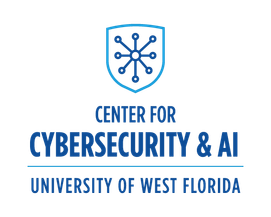 CENTER FOR
CYBERSECURITY & AI
UNIVERSITY OF WEST FLORIDA